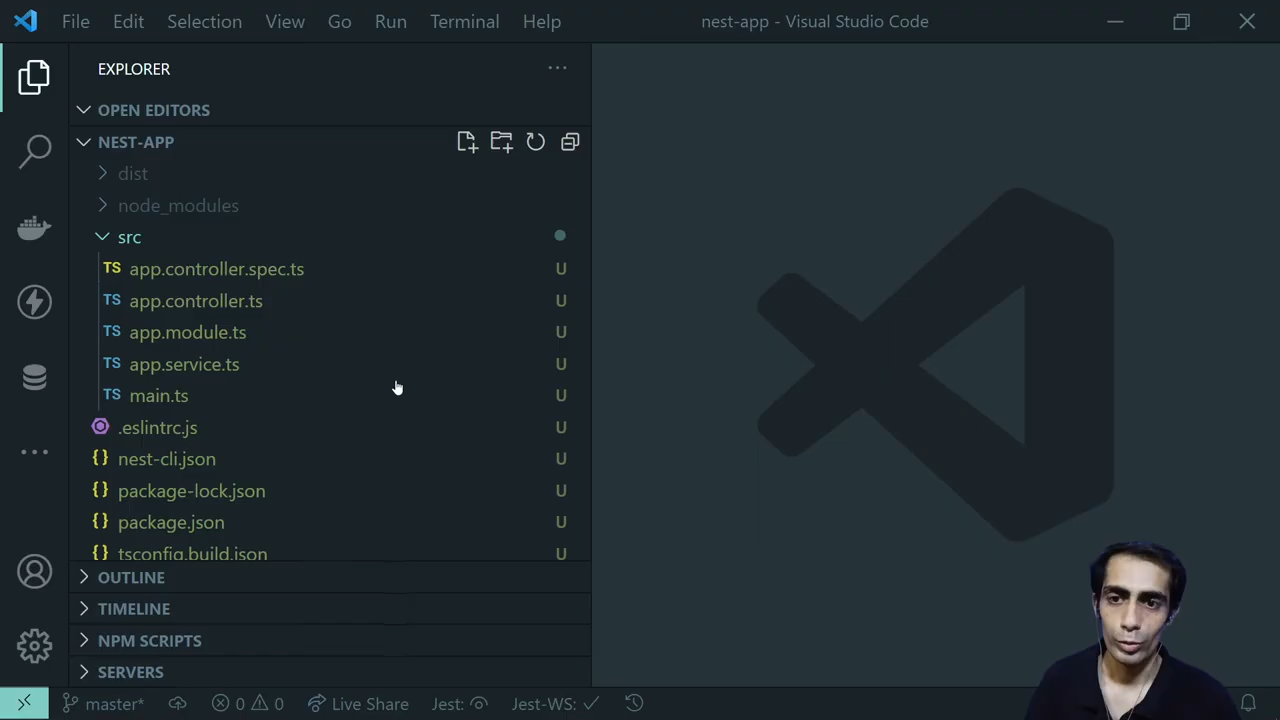 File Edit Selection View Go Run Terminal Help nest-app - Visual Studio Code
EXPLORER
OPEN EDITORS
NEST-APP
dist
node_modules
src
TS app.controller.spec.ts U
TS app.controller.ts U
TS app.module.ts U
TS app.service.ts U
TS main.ts U
.eslintrc.js U
{} nest-cli.json U
{} package-lock.json U
{} package.json U
{} tsconfig.build.json U
OUTLINE
TIMELINE
NPM SCRIPTS
SERVERS
master* 0 0 Live Share Jest: Jest-WS: